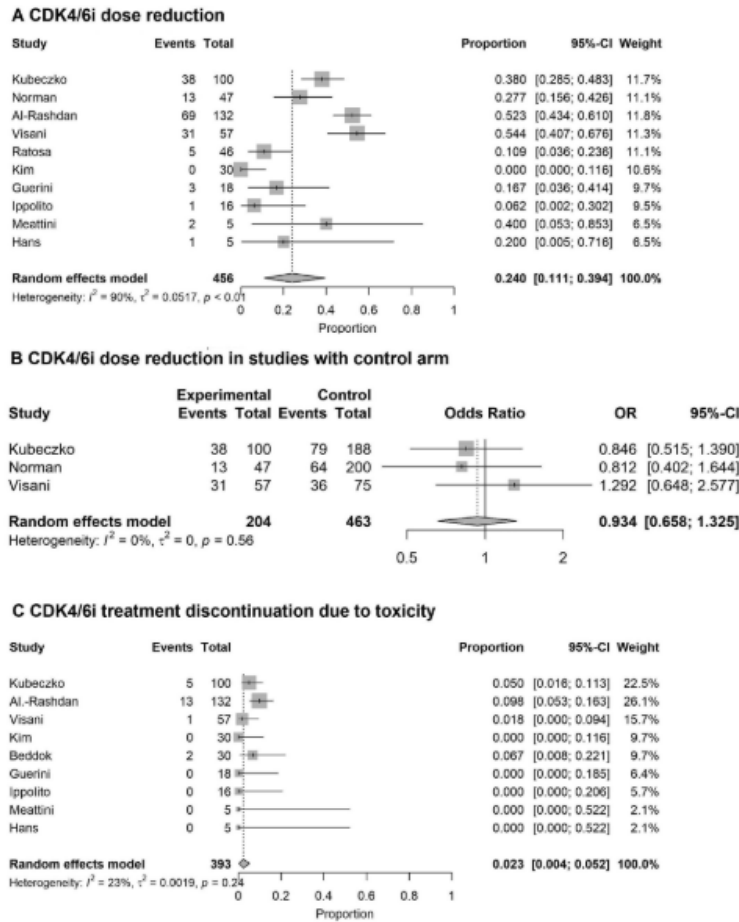 A CDK4/6i dose reduction
Study Events Total Proportion 95%-CI Weight
Kubeczko 38 100 0.380 [0.285; 0.483] 11.7%
Norman 13 47 0.277 [0.156; 0.426] 11.1%
Al-Rashdan 69 132 0.523 [0.434; 0.610] 11.8%
Visani 31 57 0.544 [0.407; 0.676] 11.3%
Ratosa 5 46 0.109 [0.036; 0.236] 11.1%
Kim 0 30 0.000 [0.000; 0.116] 10.6%
Guerini 3 18 0.167 [0.036; 0.414] 9.7%
Ippolito 1 16 0.062 [0.002; 0.302] 9.5%
Meattini 2 5 0.400 [0.053; 0.853] 6.5%
Hans 1 5 0.200 [0.005; 0.716] 6.5%
Random effects model 456 0.240 [0.111; 0.394] 100.0%
Heterogeneity: I² = 90%, τ² = 0.0517, p < 0.01
0 0.2 0.4 0.6 0.8 1
Proportion
B CDK4/6i dose reduction in studies with control arm
Experimental Control
Study Events Total Events Total Odds Ratio OR 95%-CI
Kubeczko 38 100 79 188 0.846 [0.515; 1.390]
Norman 13 47 64 200 0.812 [0.402; 1.644]
Visani 31 57 36 75 1.292 [0.648; 2.577]
Random effects model 204 463 0.934 [0.658; 1.325]
Heterogeneity: I² = 0%, τ² = 0, p = 0.56
0.5 1 2
C CDK4/6i treatment discontinuation due to toxicity
Study Events Total Proportion 95%-CI Weight
Kubeczko 5 100 0.050 [0.016; 0.113] 22.5%
Al.-Rashdan 13 132 0.098 [0.053; 0.163] 26.1%
Visani 1 57 0.018 [0.000; 0.094] 15.7%
Kim 0 30 0.000 [0.000; 0.116] 9.7%
Beddok 2 30 0.067 [0.008; 0.221] 9.7%
Guerini 0 18 0.000 [0.000; 0.185] 6.4%
Ippolito 0 16 0.000 [0.000; 0.206] 5.7%
Meattini 0 5 0.000 [0.000; 0.522] 2.1%
Hans 0 5 0.000 [0.000; 0.522] 2.1%
Random effects model 393 0.023 [0.004; 0.052] 100.0%
Heterogeneity: I² = 23%, τ² = 0.0019, p = 0.24
0 0.2 0.4 0.6 0.8 1
Proportion